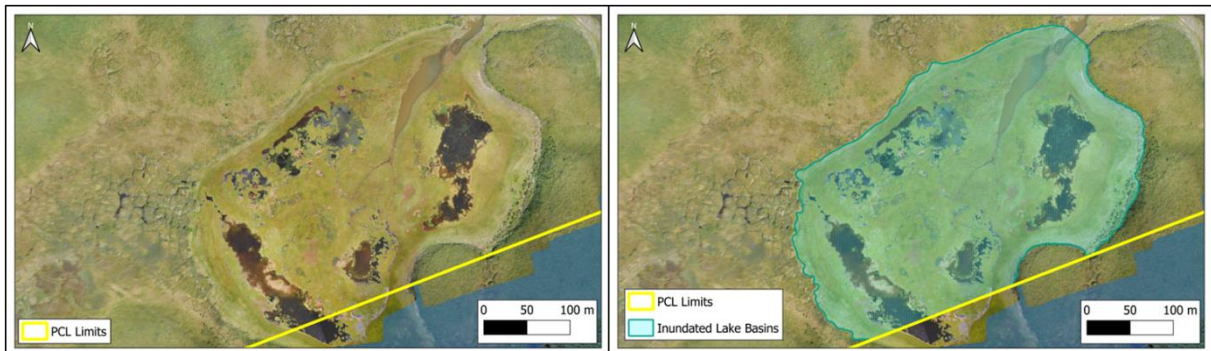 N
PCL Limits
0 50 100 m
N
PCL Limits
Inundated Lake Basins
0 50 100 m